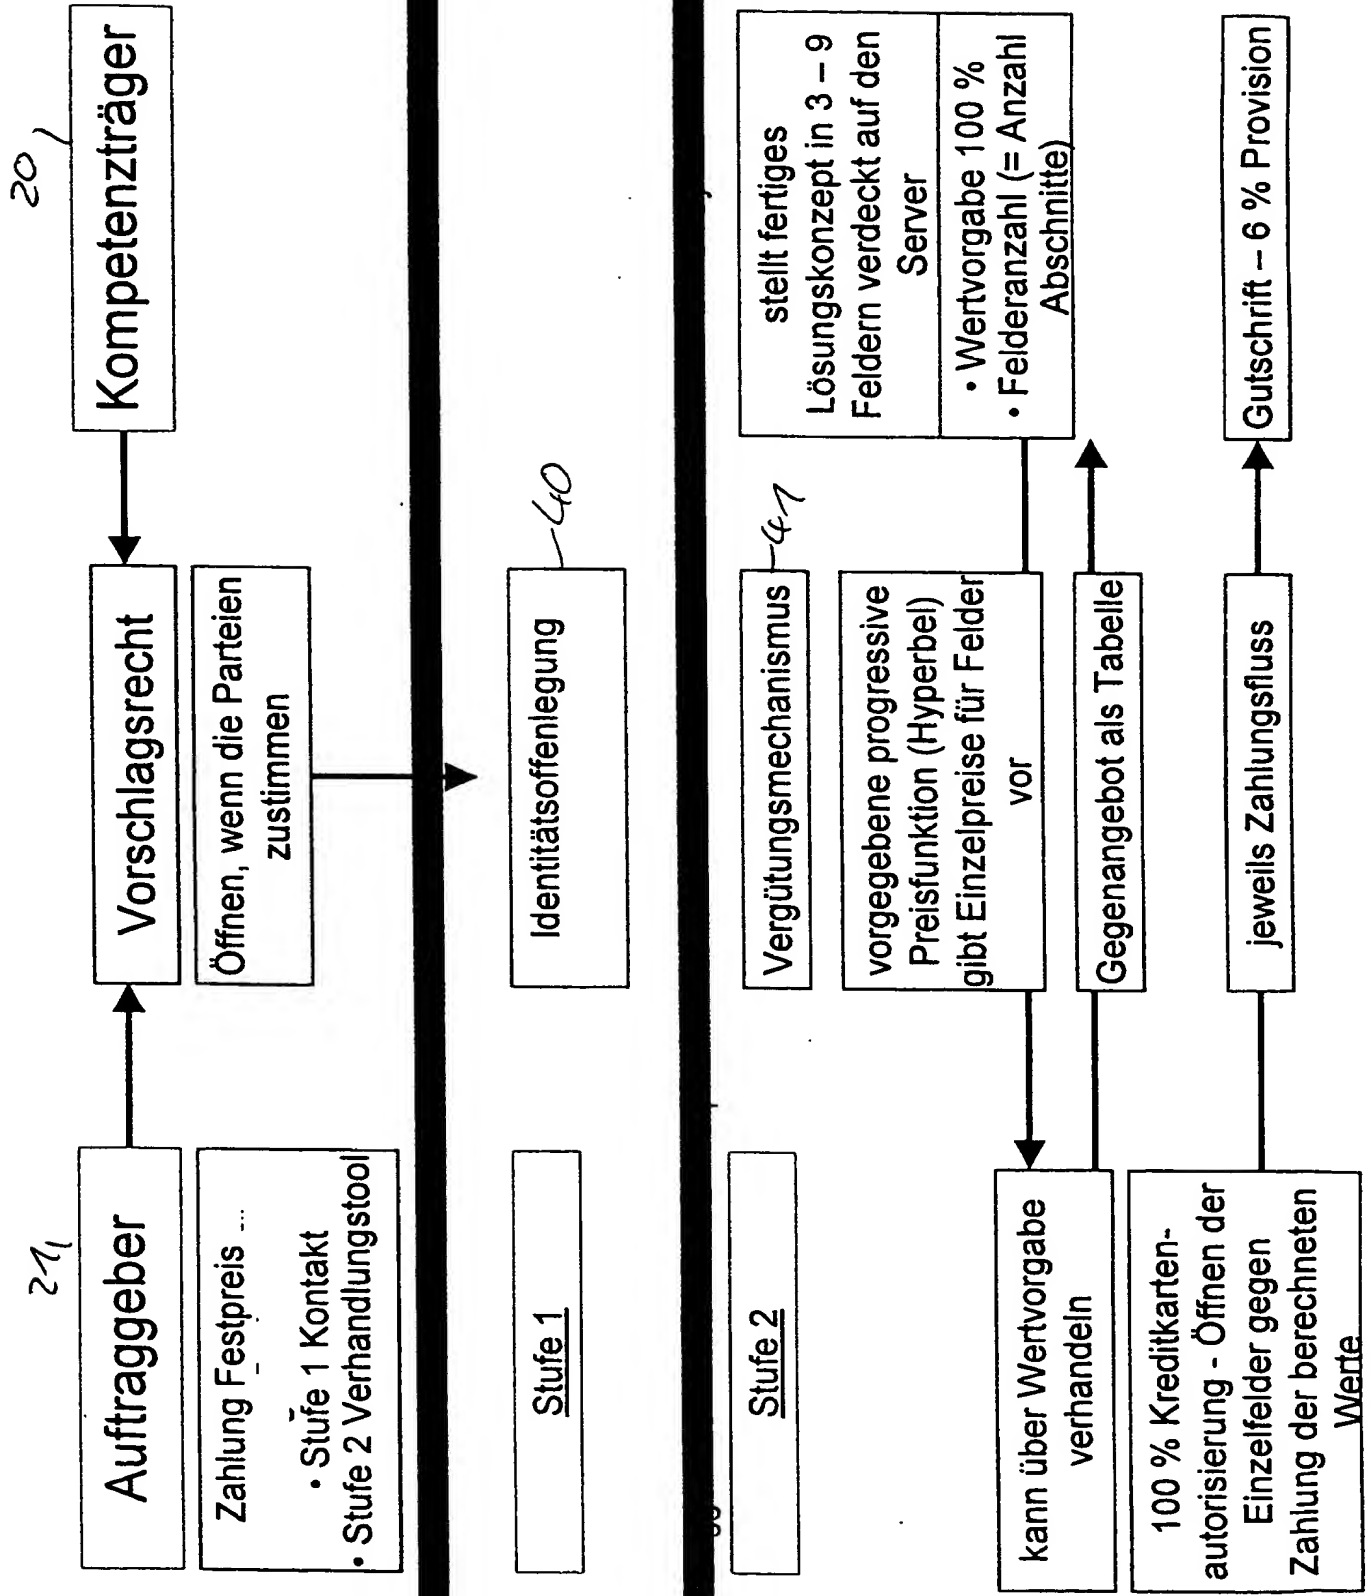 21
Auftraggeber
Zahlung Festpreis ...
• Stufe 1 Kontakt
• Stufe 2 Verhandlungstool
Vorschlagsrecht
Öffnen, wenn die Parteien
zustimmen
20
Kompetenzträger
Stufe 1
Identitätsoffenlegung
40
Stufe 2
Vergütungsmechanismus
41
vorgegebene progressive
Preisfunktion (Hyperbel)
gibt Einzelpreise für Felder
vor
stellt fertiges
Lösungskonzept in 3 – 9
Feldern verdeckt auf den
Server
• Wertvorgabe 100 %
• Felderanzahl (= Anzahl
Abschnitte)
kann über Wertvorgabe
verhandeln
Gegenangebot als Tabelle
100 % Kreditkarten-
autorisierung - Öffnen der
Einzelfelder gegen
Zahlung der berechneten
Werte
jeweils Zahlungsfluss
Gutschrift – 6 % Provision